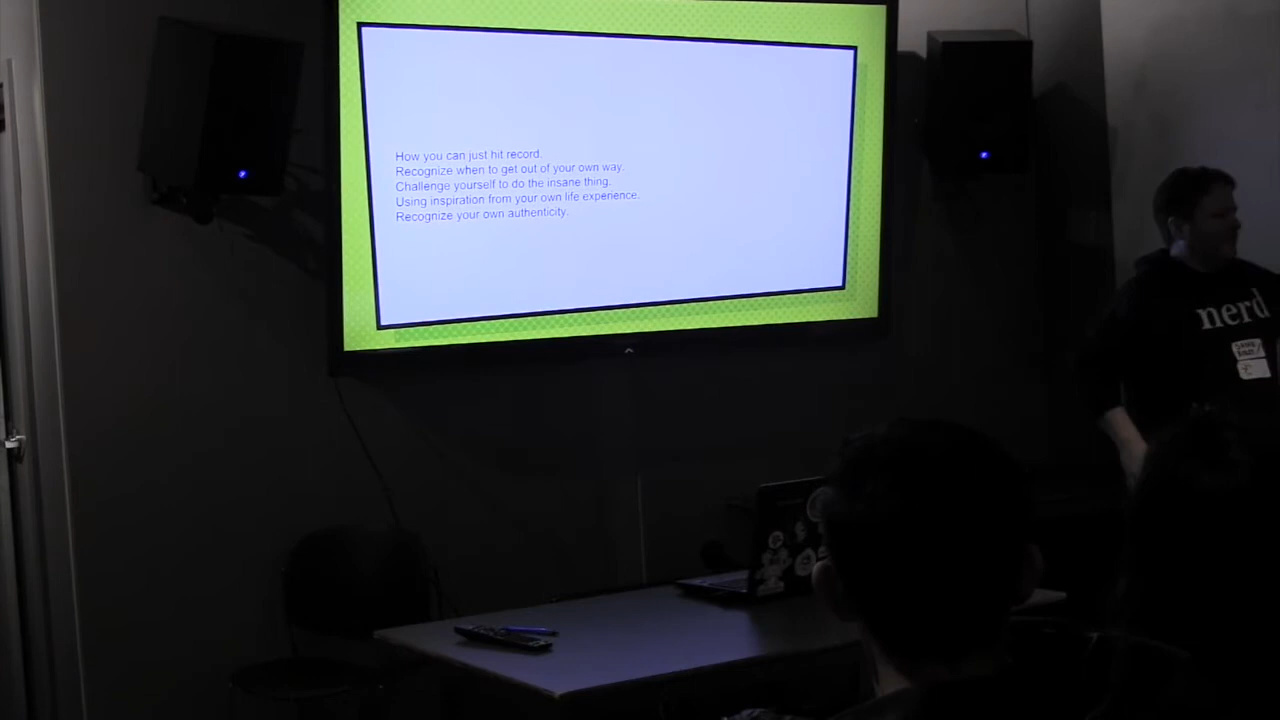 How you can just hit record.
Recognize when to get out of your own way.
Challenge yourself to do the insane thing.
Using inspiration from your own life experience.
Recognize your own authenticity.
nerd